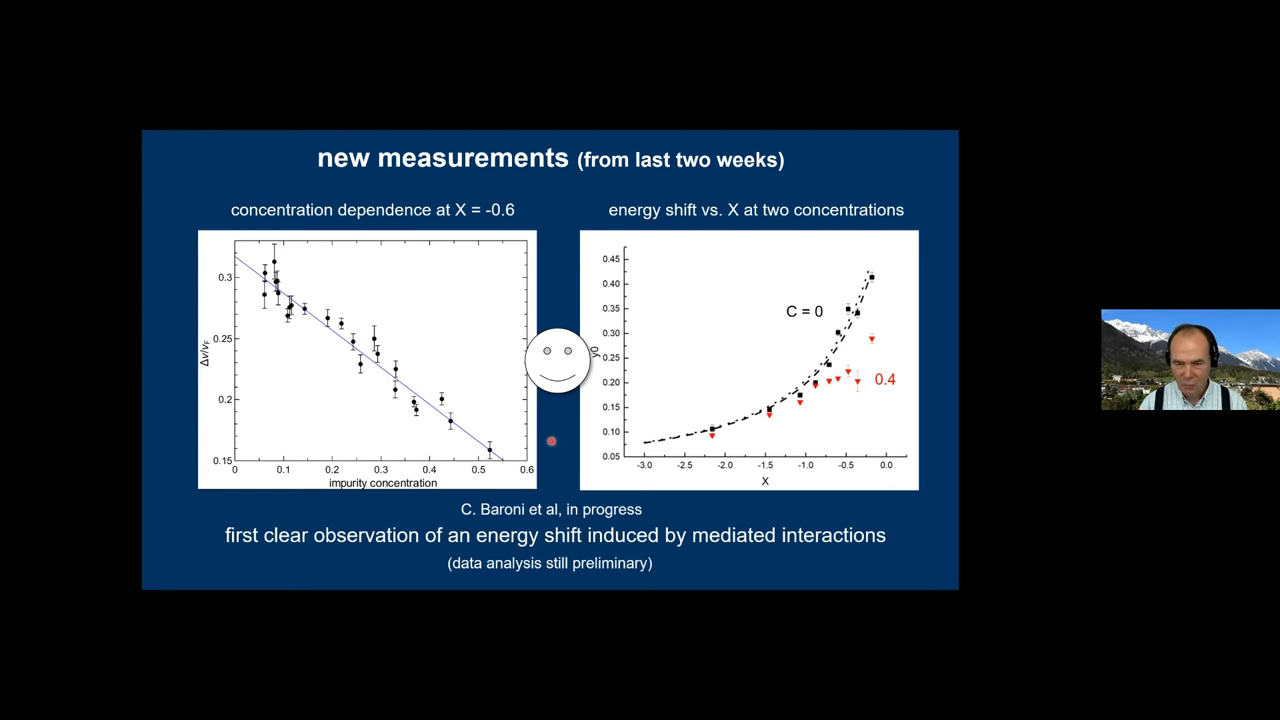 new measurements (from last two weeks)
concentration dependence at X = -0.6
energy shift vs. X at two concentrations
0.3
0.25
0.2
0.15
Δν/νF
0
0.1
0.2
0.3
0.4
0.5
0.6
impurity concentration
0.45
0.40
0.35
0.30
0.25
0.20
0.15
0.10
0.05
y0
C = 0
0.4
-3.0
-2.5
-2.0
-1.5
-1.0
-0.5
0.0
X
C. Baroni et al, in progress
first clear observation of an energy shift induced by mediated interactions
(data analysis still preliminary)